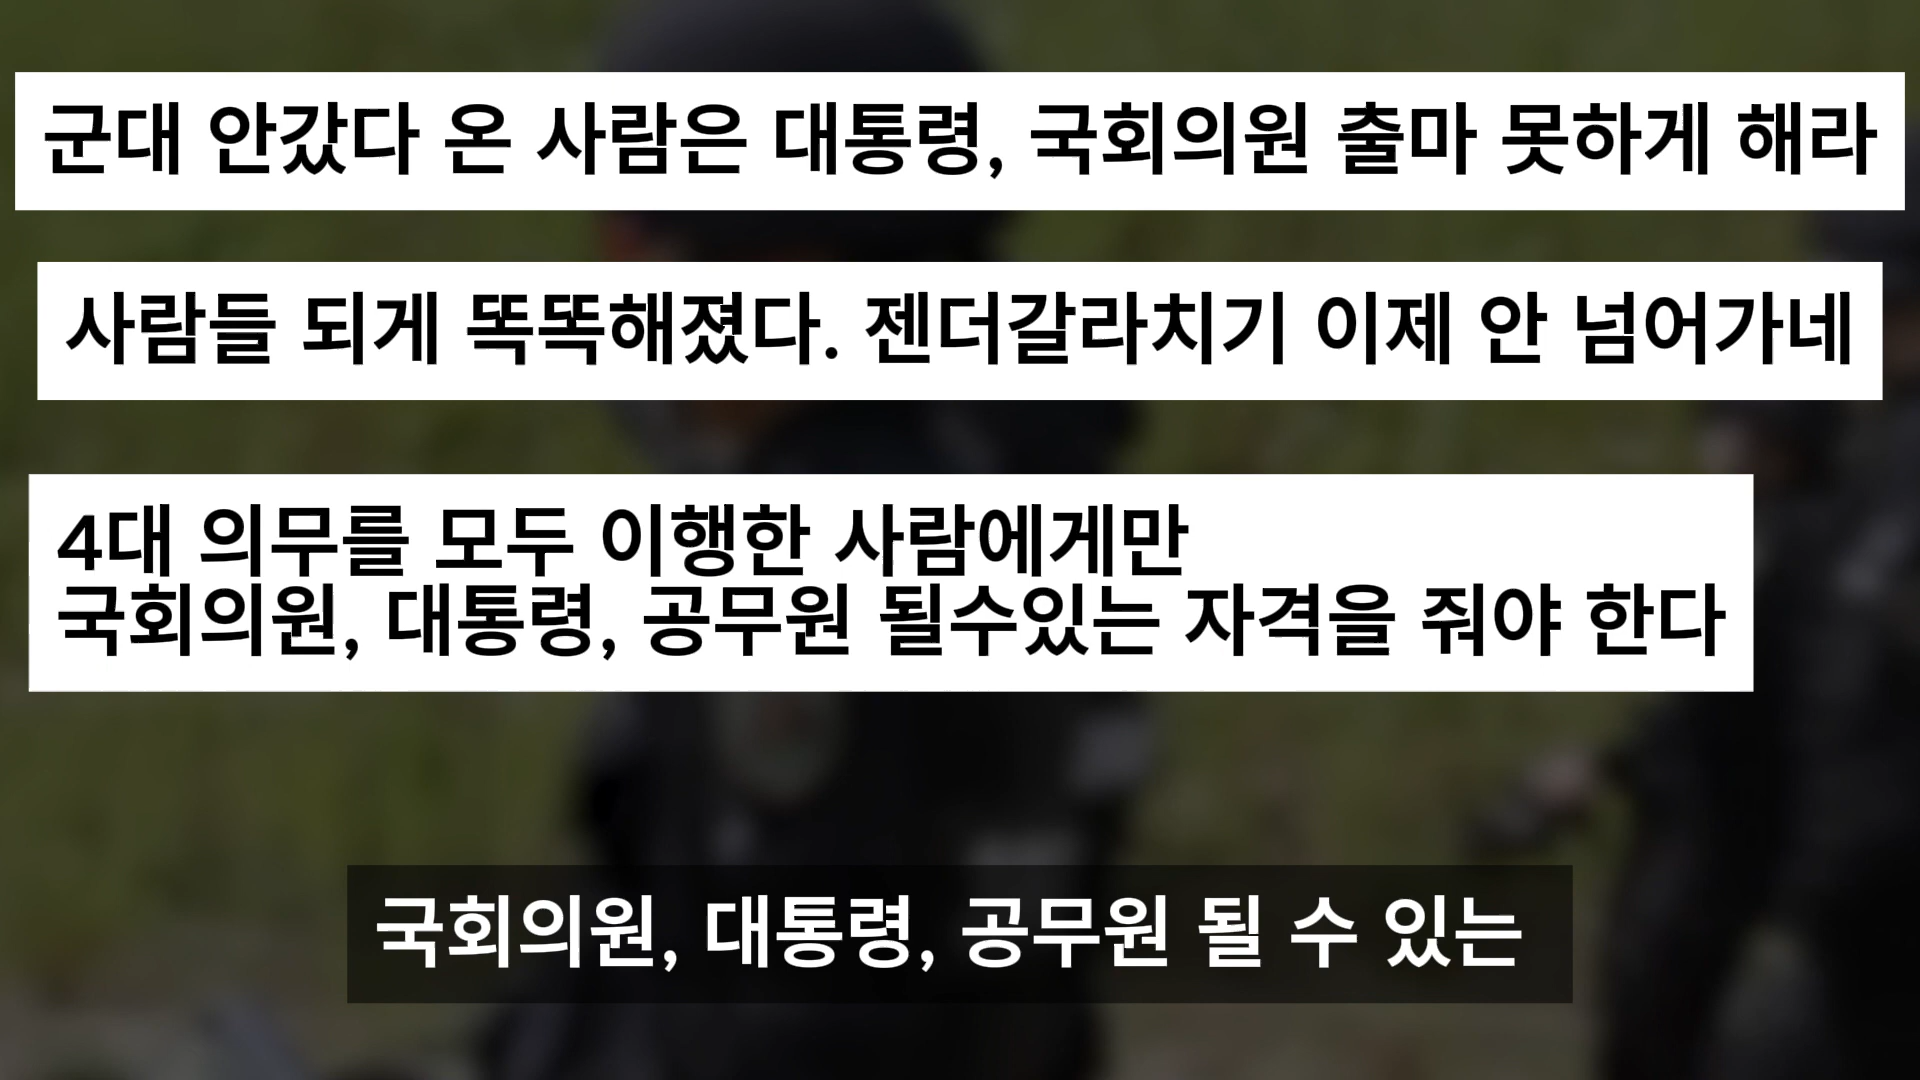 군대 안갔다 온 사람은 대통령, 국회의원 출마 못하게 해라
사람들 되게 똑똑해졌다. 젠더갈라치기 이제 안 넘어가네
4대 의무를 모두 이행한 사람에게만
국회의원, 대통령, 공무원 될수있는 자격을 줘야 한다
국회의원, 대통령, 공무원 될 수 있는